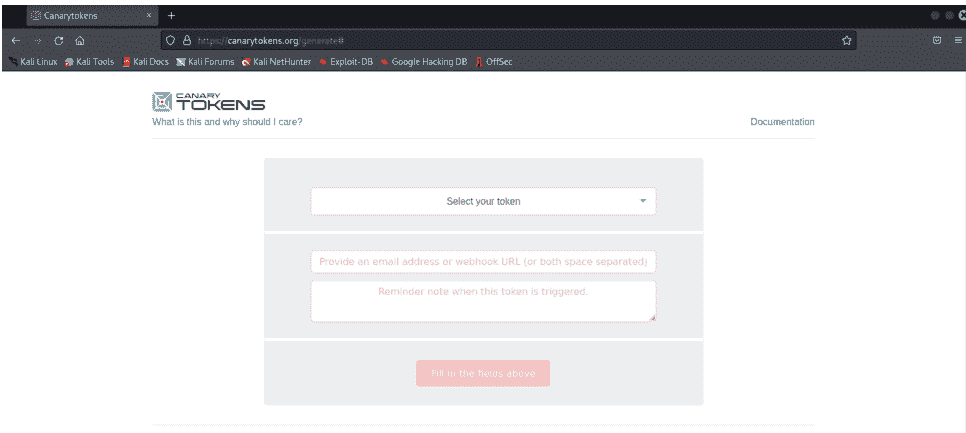 Canarytokens
https://canarytokens.org/generate#
Kali Linux Kali Tools Kali Docs Kali Forums Kali NetHunter Exploit-DB Google Hacking DB OffSec
CANARY
TOKENS
What is this and why should I care? Documentation
Select your token
Provide an email address or webhook URL (or both space separated)
Reminder note when this token is triggered.
Fill in the fields above